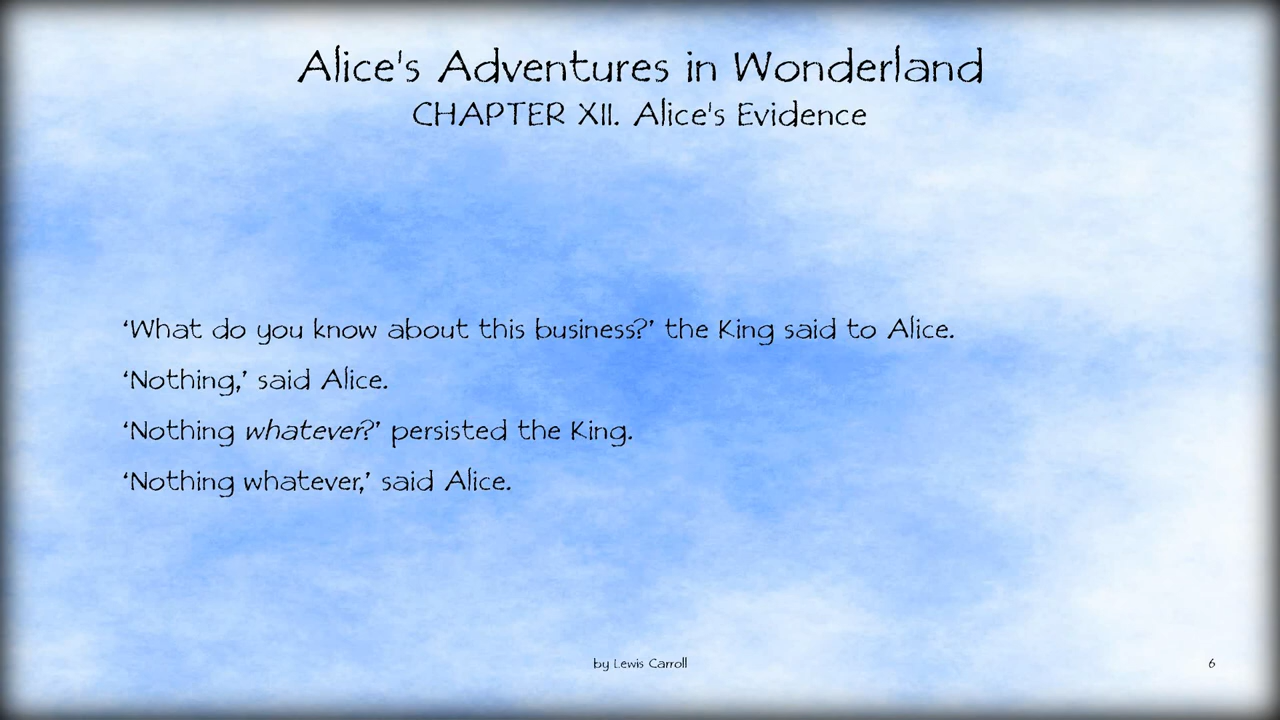 Alice's Adventures in Wonderland
CHAPTER XII. Alice's Evidence
‘What do you know about this business?’ the King said to Alice.
‘Nothing,’ said Alice.
‘Nothing whatever?’ persisted the King.
‘Nothing whatever,’ said Alice.
by Lewis Carroll
6